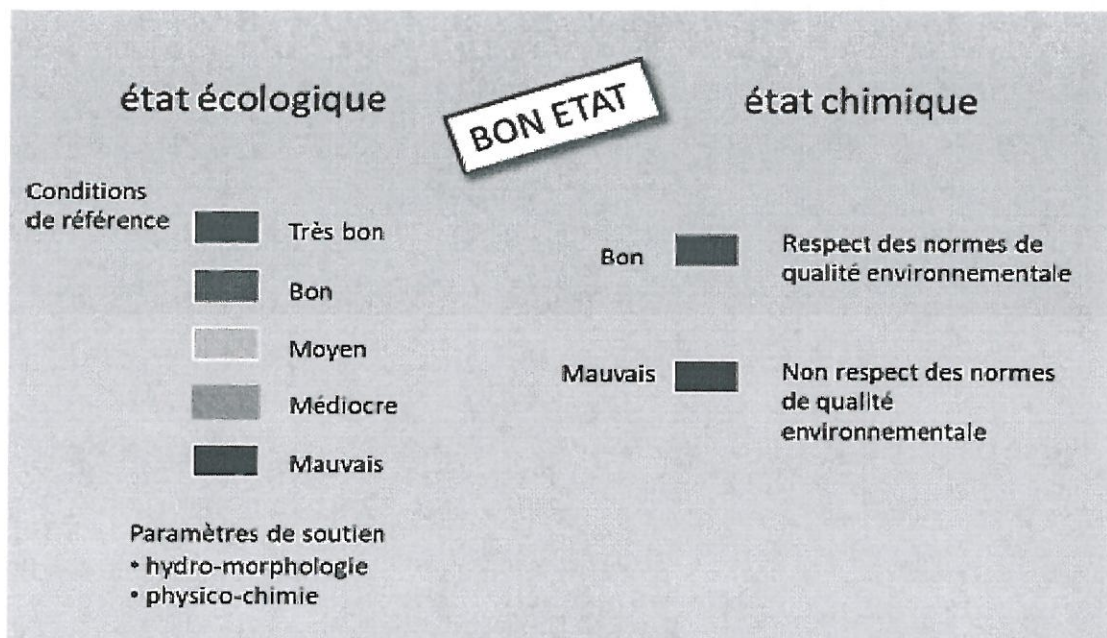 état écologique
BON ETAT
état chimique
Conditions
de référence
Très bon
Bon
Moyen
Médiocre
Mauvais
Paramètres de soutien
• hydro-morphologie
• physico-chimie
Bon
Respect des normes de
qualité environnementale
Mauvais
Non respect des normes
de qualité
environnementale